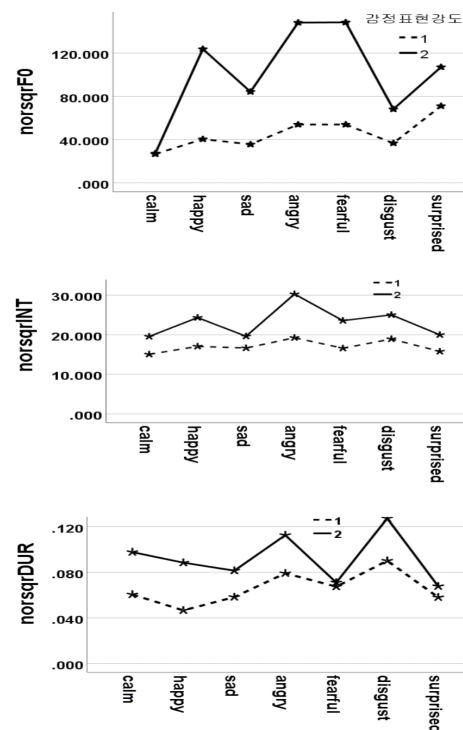 감정표현강도
1
2
norsqrF0
120.000
80.000
40.000
.000
calm
happy
sad
angry
fearful
disgust
surprised
1
2
norsqrINT
30.000
20.000
10.000
.000
calm
happy
sad
angry
fearful
disgust
surprised
1
2
norsqrDUR
.120
.080
.040
.000
calm
happy
sad
angry
fearful
disgust
surprised